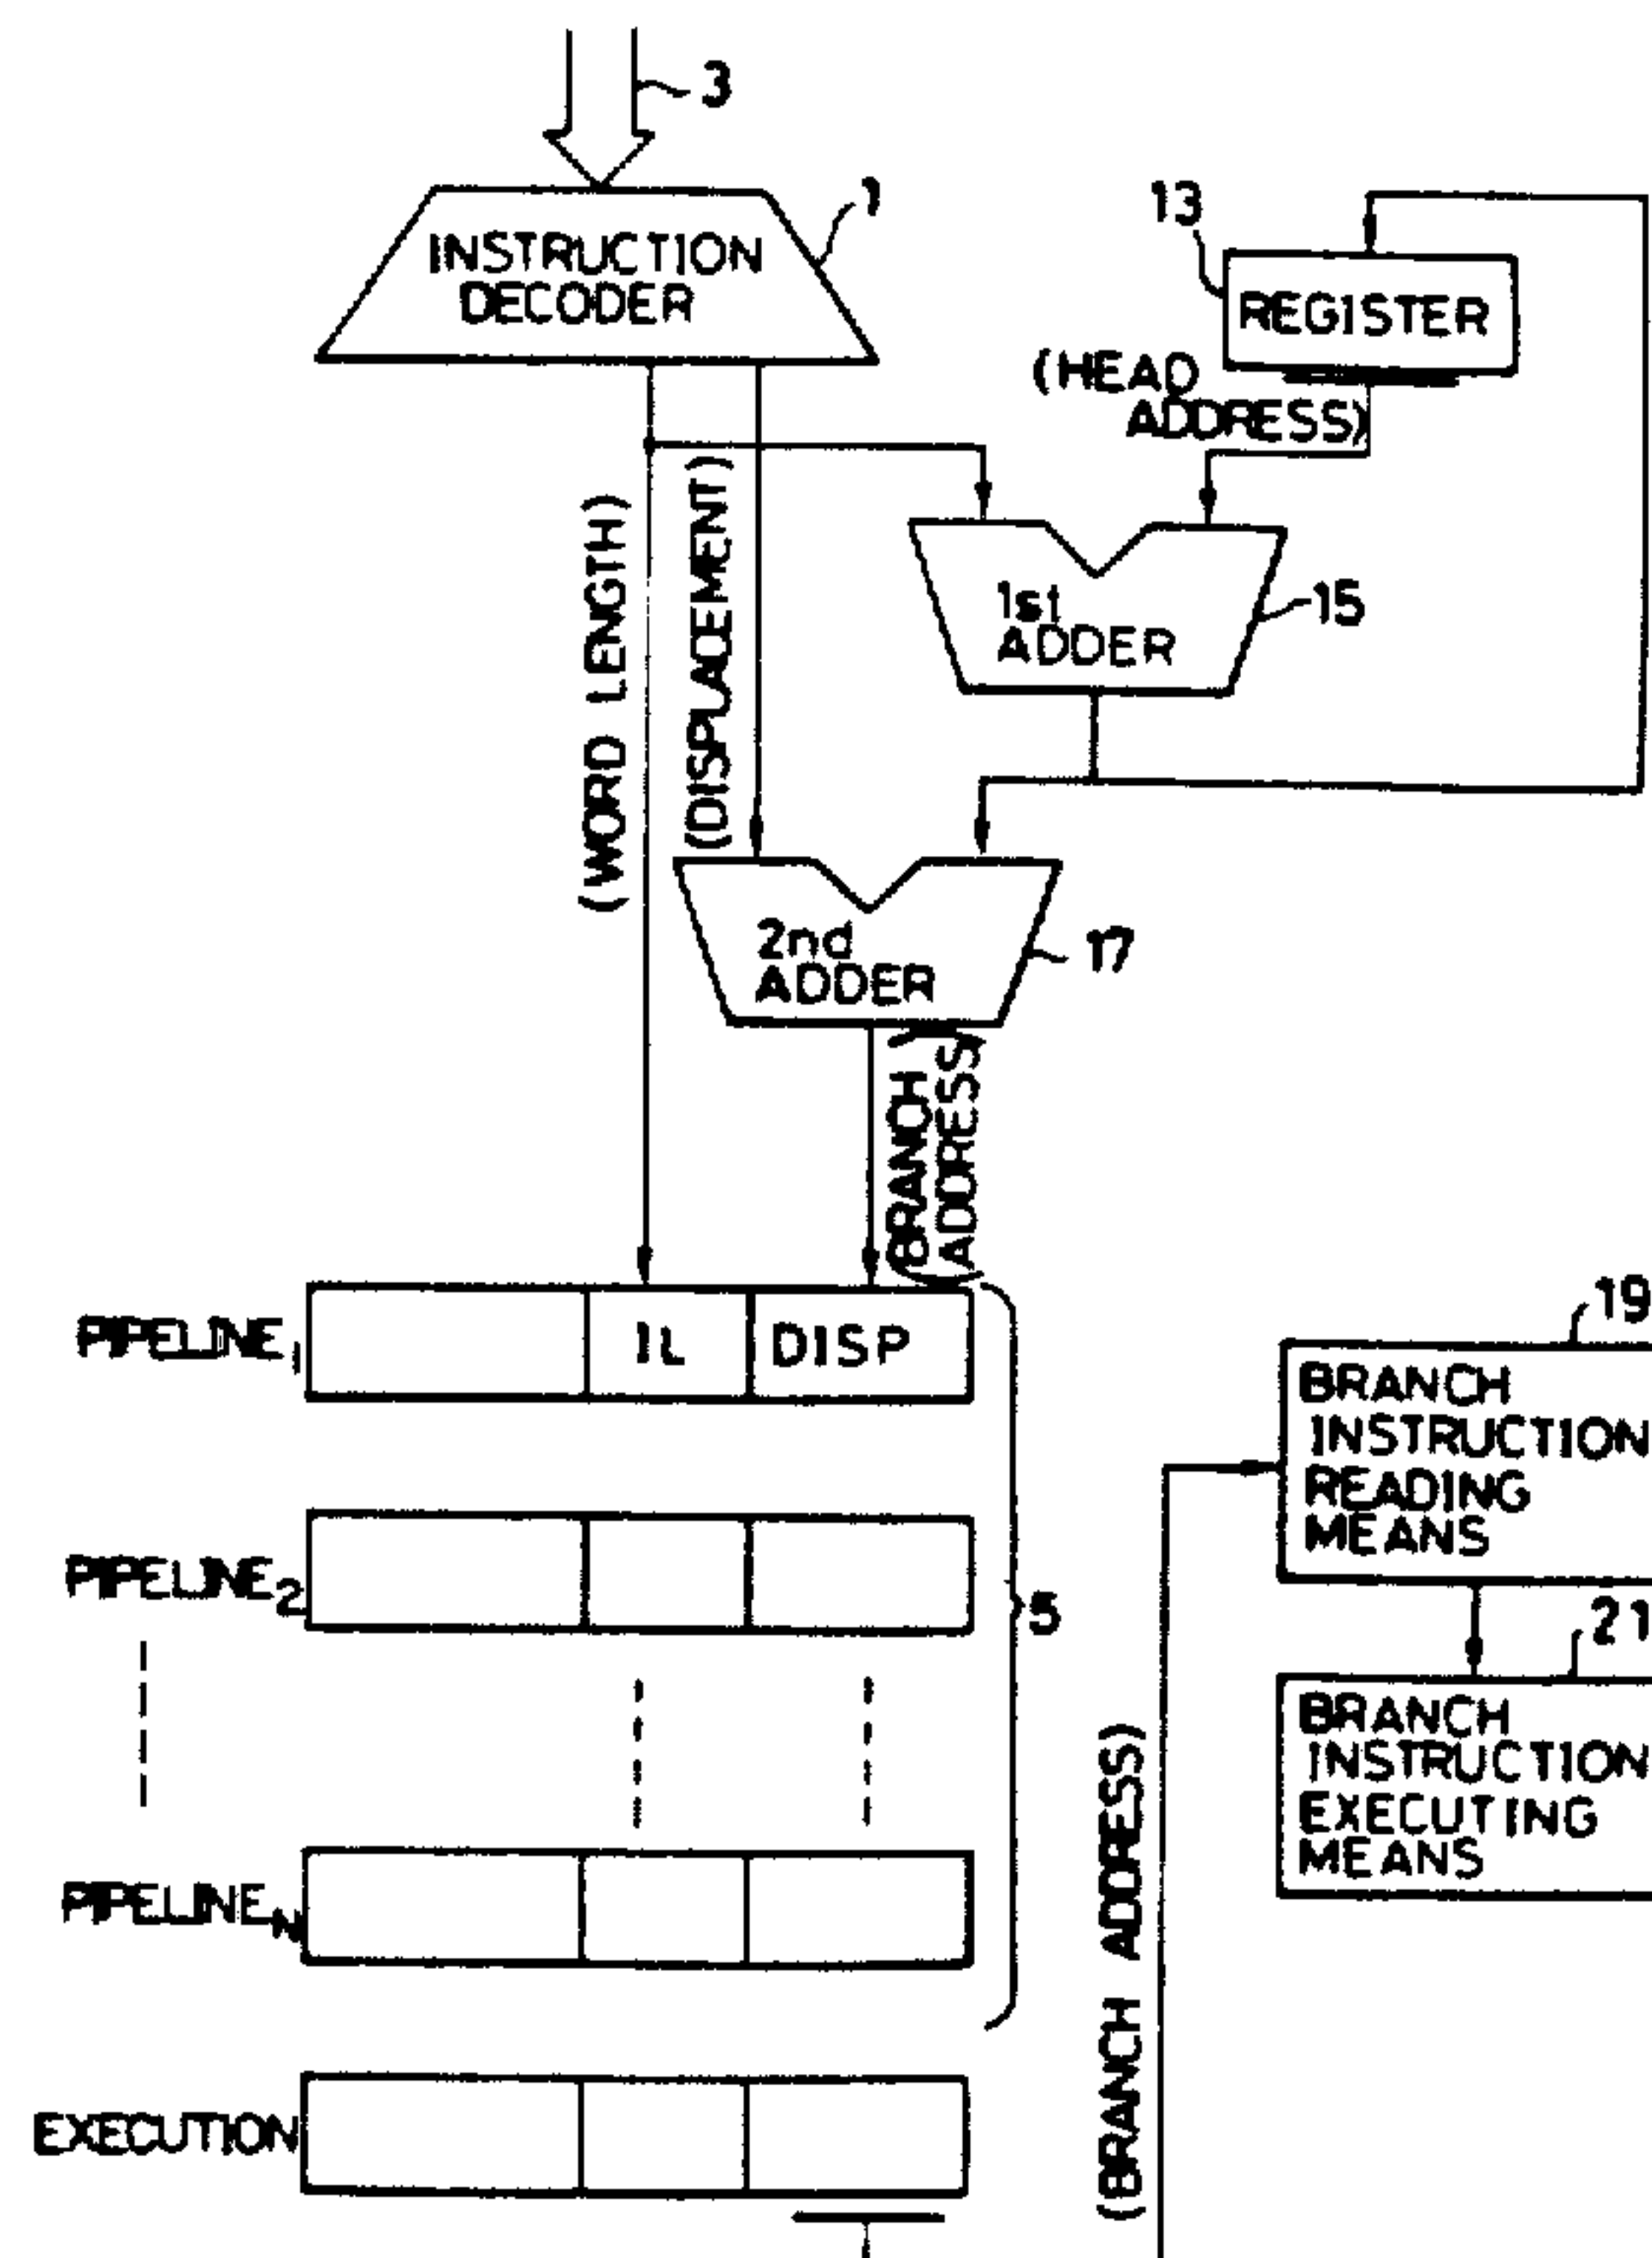 3
1
INSTRUCTION
DECODER
13
REGISTER
(HEAD
ADDRESS)
(WORD LENGTH)
(DISPLACEMENT)
1st
ADDER
15
2nd
ADDER
17
(BRANCH)
(ADDRESS)
PIPELINE1
IL
DISP
19
BRANCH
INSTRUCTION
READING
MEANS
PIPELINE2
5
21
BRANCH
INSTRUCTION
EXECUTING
MEANS
(BRANCH ADDRESS)
PIPELINEN
EXECUTION